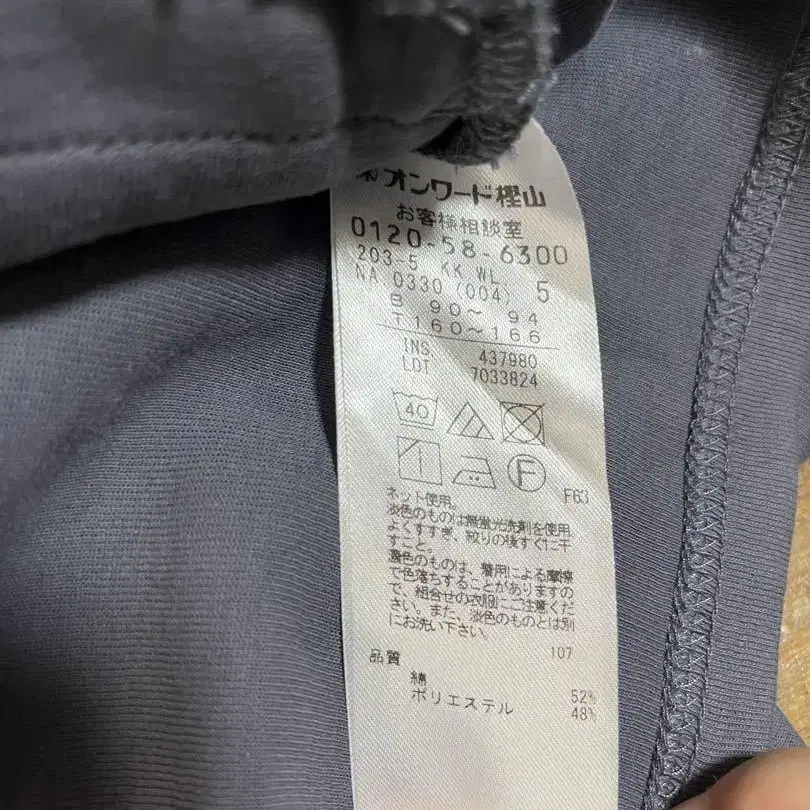 ㈱オンワード樫山
お客様相談室
0120-58-6300
203-5 KK WL
NA 0330 (004) 5
B 90～ 94
T 160～166
INS 437980
LOT 7033824
40
F
F63
ネット使用。
淡色のものは無蛍光洗剤を使用
よくすすぎ、絞りの後すぐに干
すこと。
濃色のものは、着用による摩擦
で色落ちすることがありますの
で、組合せの衣服にご注意くだ
さい。また、淡色のものとは別
にお洗い下さい。
107
品質
綿 52%
ポリエステル 48%